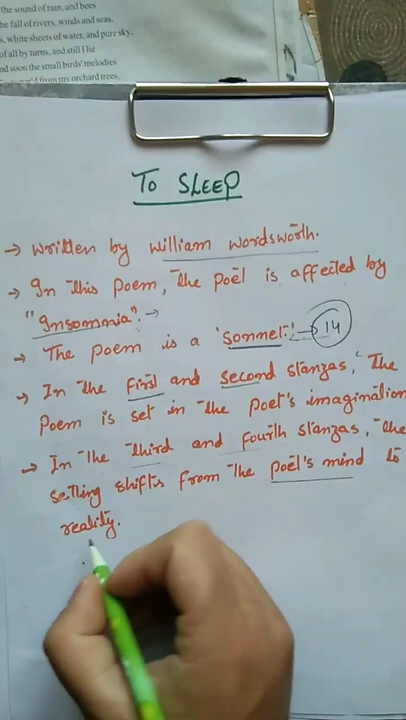 the sound of rain, and bees
he fall of rivers, winds and seas,
, white sheets of water, and pure sky,
of all by turns, and still I lie
nd soon the small birds' melodies
from my orchard trees,
To SLEEP
→ written by william wordsworth.
→ In this poem, the poet is affected by
"Insomnia". →
→ The poem is a 'sonnet.' → 14
→ In the first and second stanzas, The
poem is set in the poet's imagination
→ In the third and fourth stanzas, the
setting shifts from the poet's mind to
reality.